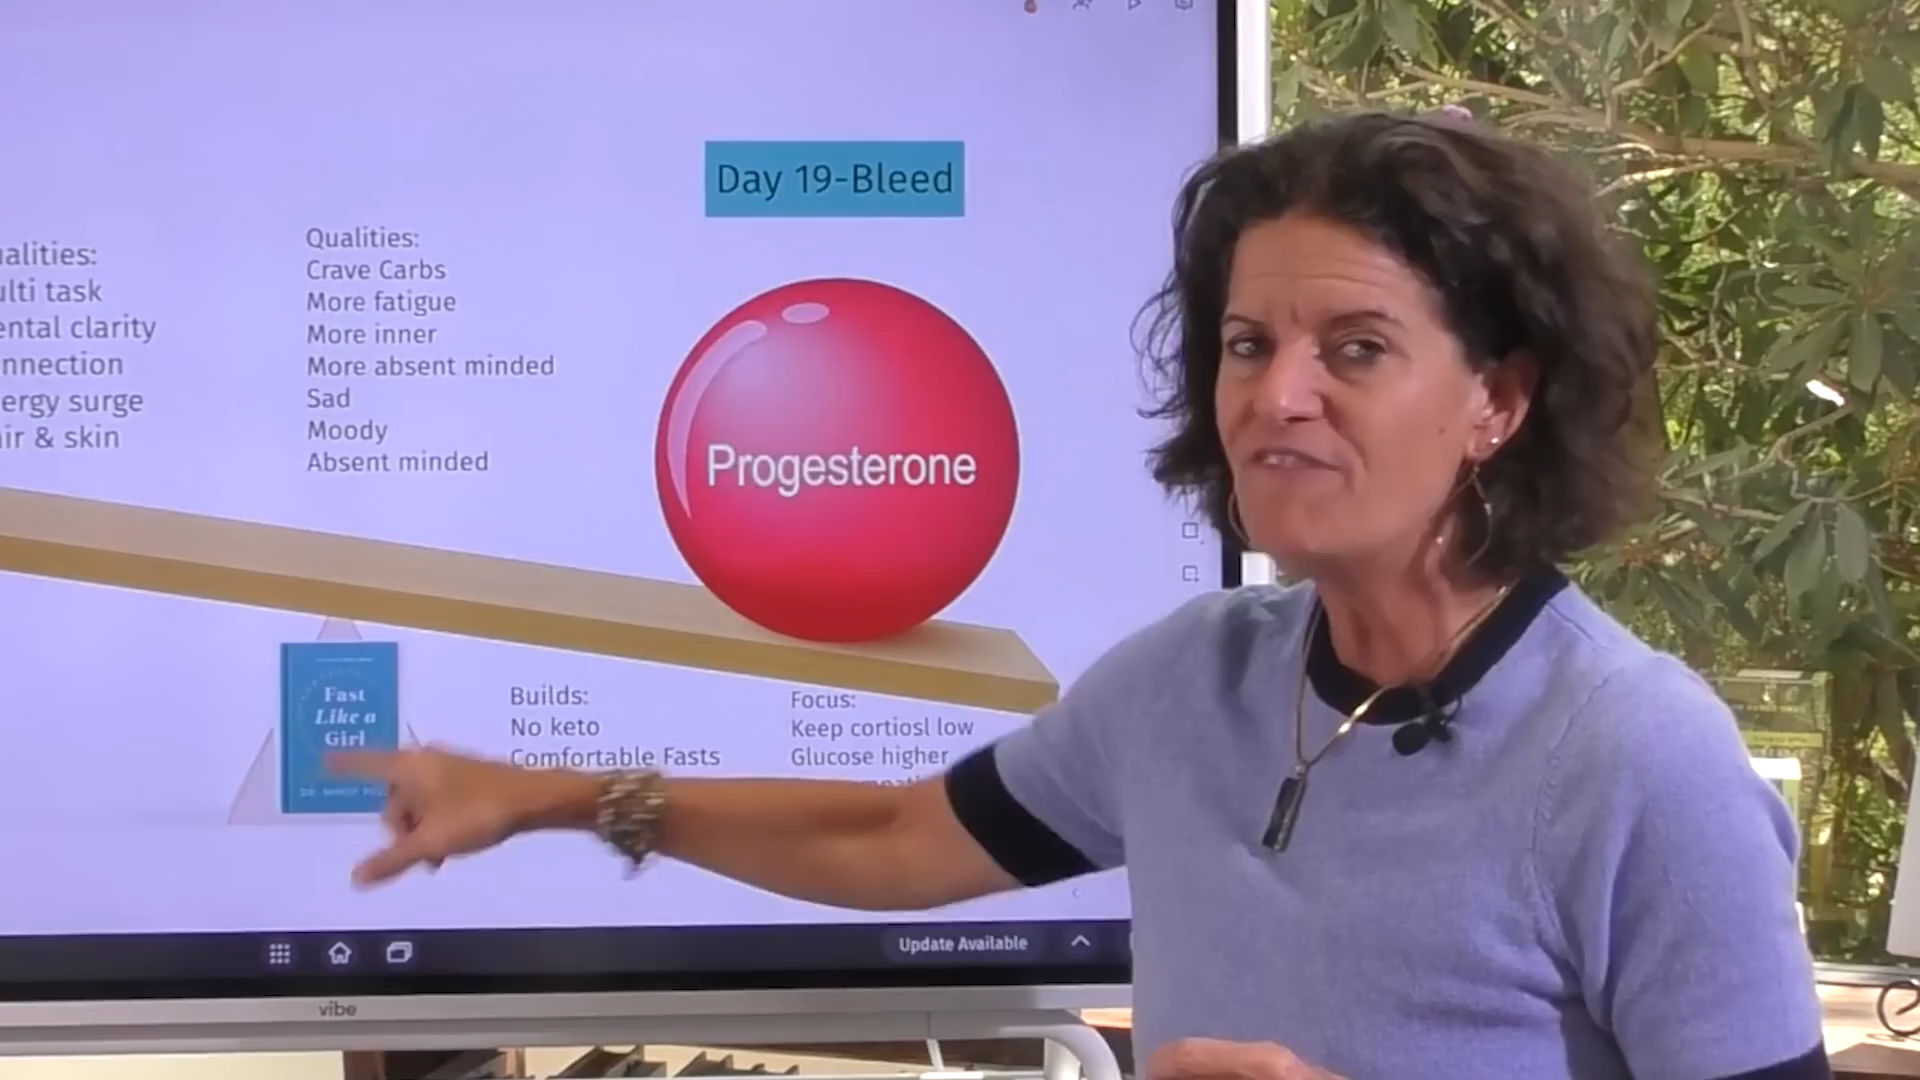 Day 19-Bleed
alities:
ulti task
ental clarity
nnection
ergy surge
air & skin
Qualities:
Crave Carbs
More fatigue
More inner
More absent minded
Sad
Moody
Absent minded
Progesterone
Fast
Like a
Girl
Builds:
No keto
Comfortable Fasts
Focus:
Keep cortiosl low
Glucose higher
Update Available
vibe